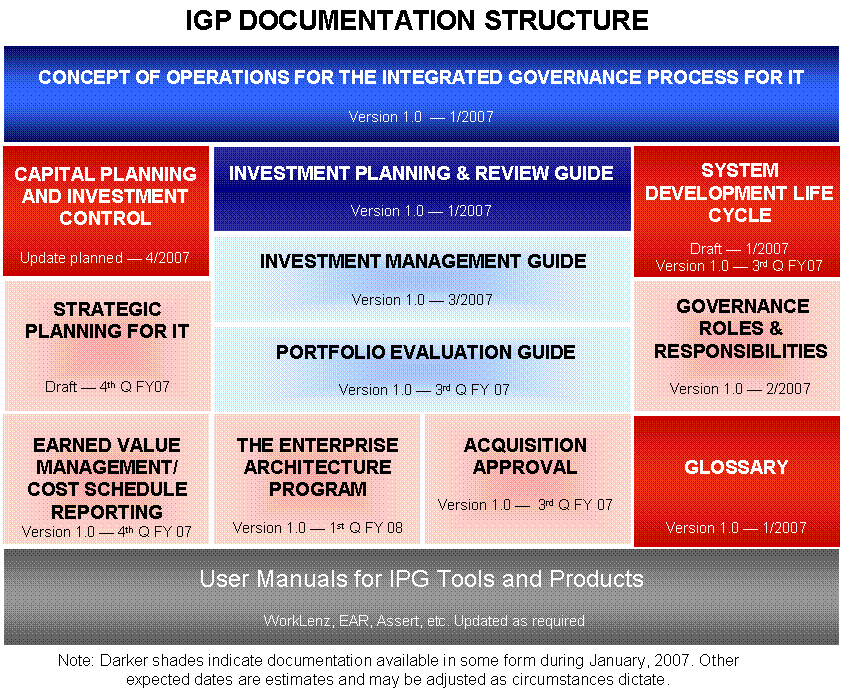 IGP DOCUMENTATION STRUCTURE
CONCEPT OF OPERATIONS FOR THE INTEGRATED GOVERNANCE PROCESS FOR IT
Version 1.0 — 1/2007
CAPITAL PLANNING
AND INVESTMENT
CONTROL
Update planned — 4/2007
INVESTMENT PLANNING & REVIEW GUIDE
Version 1.0 — 1/2007
SYSTEM
DEVELOPMENT LIFE
CYCLE
Draft — 1/2007
Version 1.0 — 3rd Q FY07
INVESTMENT MANAGEMENT GUIDE
Version 1.0 — 3/2007
STRATEGIC
PLANNING FOR IT
Draft — 4th Q FY07
PORTFOLIO EVALUATION GUIDE
Version 1.0 — 3rd Q FY 07
GOVERNANCE
ROLES &
RESPONSIBILITIES
Version 1.0 — 2/2007
EARNED VALUE
MANAGEMENT/
COST SCHEDULE
REPORTING
Version 1.0 — 4th Q FY 07
THE ENTERPRISE
ARCHITECTURE
PROGRAM
Version 1.0 — 1st Q FY 08
ACQUISITION
APPROVAL
Version 1.0 — 3rd Q FY 07
GLOSSARY
Version 1.0 — 1/2007
User Manuals for IPG Tools and Products
WorkLenz, EAR, Assert, etc. Updated as required
Note: Darker shades indicate documentation available in some form during January, 2007. Other
expected dates are estimates and may be adjusted as circumstances dictate.